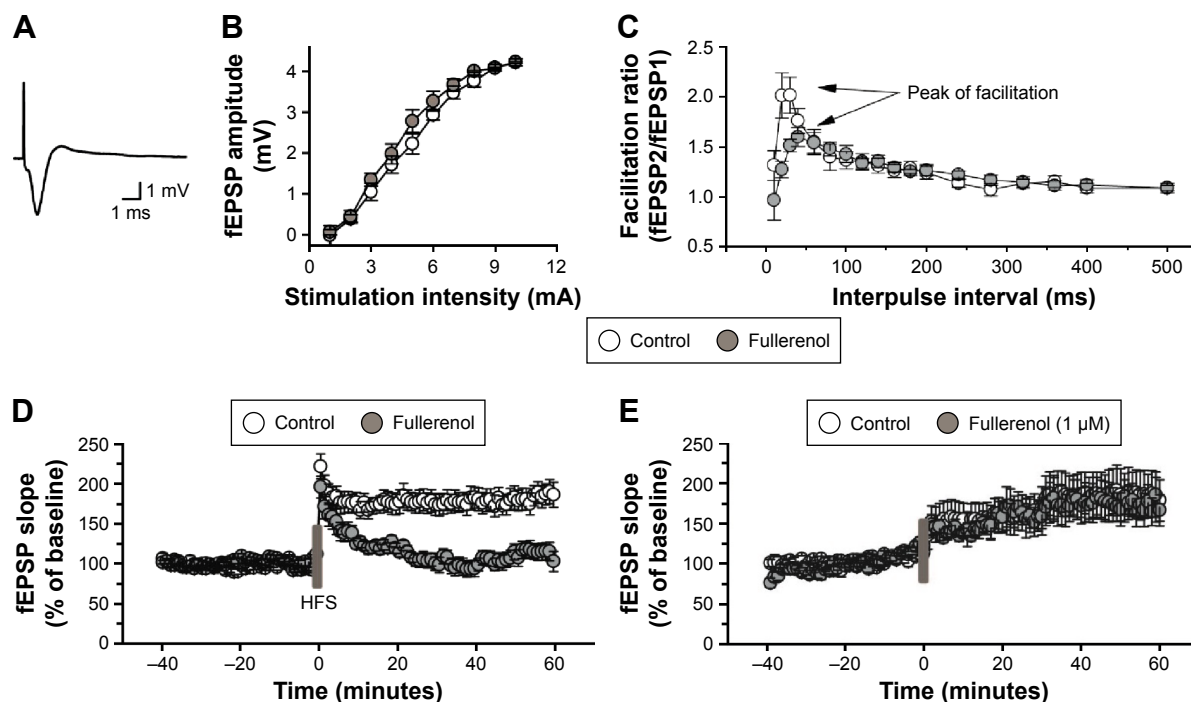 A
1 mV
1 ms
B
fEPSP ampitude
(mV)
4
3
2
1
0
0
3
6
9
12
Stimulation intensity (mA)
C
Facilitation ratio
(fEPSP2/fEPSP1)
2.5
2.0
1.5
1.0
0.5
Peak of facilitation
0
100
200
300
400
500
Interpulse interval (ms)
Control
Fullerenol
D
Control
Fullerenol
fEPSP slope
(% of baseline)
250
200
150
100
50
0
HFS
–40
–20
0
20
40
60
Time (minutes)
E
Control
Fullerenol (1 µM)
fEPSP slope
(% of baseline)
250
200
150
100
50
0
–40
–20
0
20
40
60
Time (minutes)